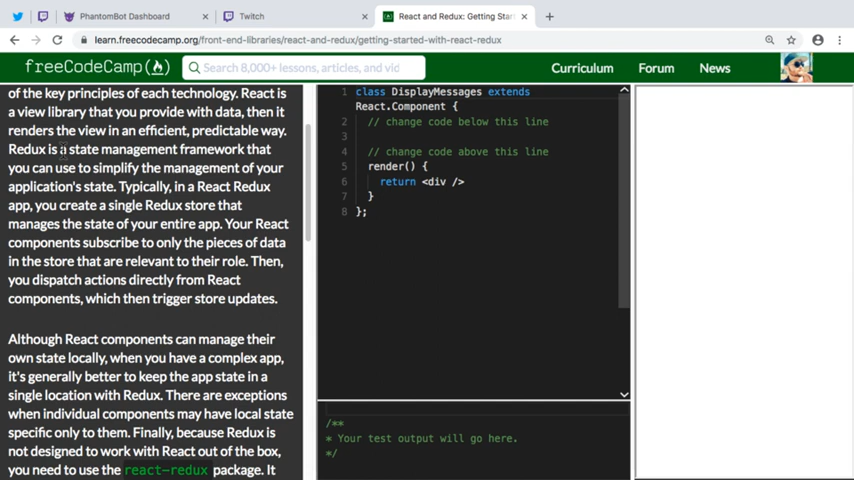 PhantomBot Dashboard
Twitch
React and Redux: Getting Star
learn.freecodecamp.org/front-end-libraries/react-and-redux/getting-started-with-react-redux
freeCodeCamp
Search 8,000+ lessons, articles, and vid
Curriculum
Forum
News
of the key principles of each technology. React is
a view library that you provide with data, then it
renders the view in an efficient, predictable way.
Redux is a state management framework that
you can use to simplify the management of your
application's state. Typically, in a React Redux
app, you create a single Redux store that
manages the state of your entire app. Your React
components subscribe to only the pieces of data
in the store that are relevant to their role. Then,
you dispatch actions directly from React
components, which then trigger store updates.
Although React components can manage their
own state locally, when you have a complex app,
it's generally better to keep the app state in a
single location with Redux. There are exceptions
when individual components may have local state
specific only to them. Finally, because Redux is
not designed to work with React out of the box,
you need to use the react-redux package. It
1 class DisplayMessages extends
React.Component {
2 // change code below this line
3
4 // change code above this line
5 render() {
6 return <div />
7 }
8 };
/**
* Your test output will go here.
*/